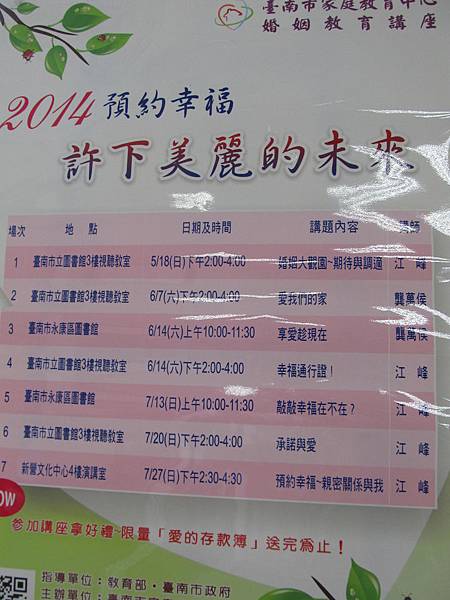 臺南市家庭教育中心
婚姻教育講座
2014 預約幸福
許下美麗的未來
場次 地點 日期及時間 講題內容 講師
1 臺南市立圖書館3樓視聽教室 5/18(日)下午2:00-4:00 婚姻大觀園~期待與調適 江峰
2 臺南市立圖書館3樓視聽教室 6/7(六)下午2:00-4:00 愛我們的家 龔萬侯
3 臺南市永康區圖書館 6/14(六)上午10:00-11:30 享愛趁現在 龔萬侯
4 臺南市立圖書館3樓視聽教室 6/14(六)下午2:00-4:00 幸福通行證！ 江峰
5 臺南市永康區圖書館 7/13(日)上午10:00-11:30 敲敲幸福在不在？ 江峰
6 臺南市立圖書館3樓視聽教室 7/20(日)下午2:00-4:00 承諾與愛 江峰
7 新營文化中心4樓演講室 7/27(日)下午2:30-4:30 預約幸福~親密關係與我 江峰
OW
參加講座拿好禮~限量「愛的存款簿」送完為止！
指導單位：教育部・臺南市政府
主辦單位：臺南市家